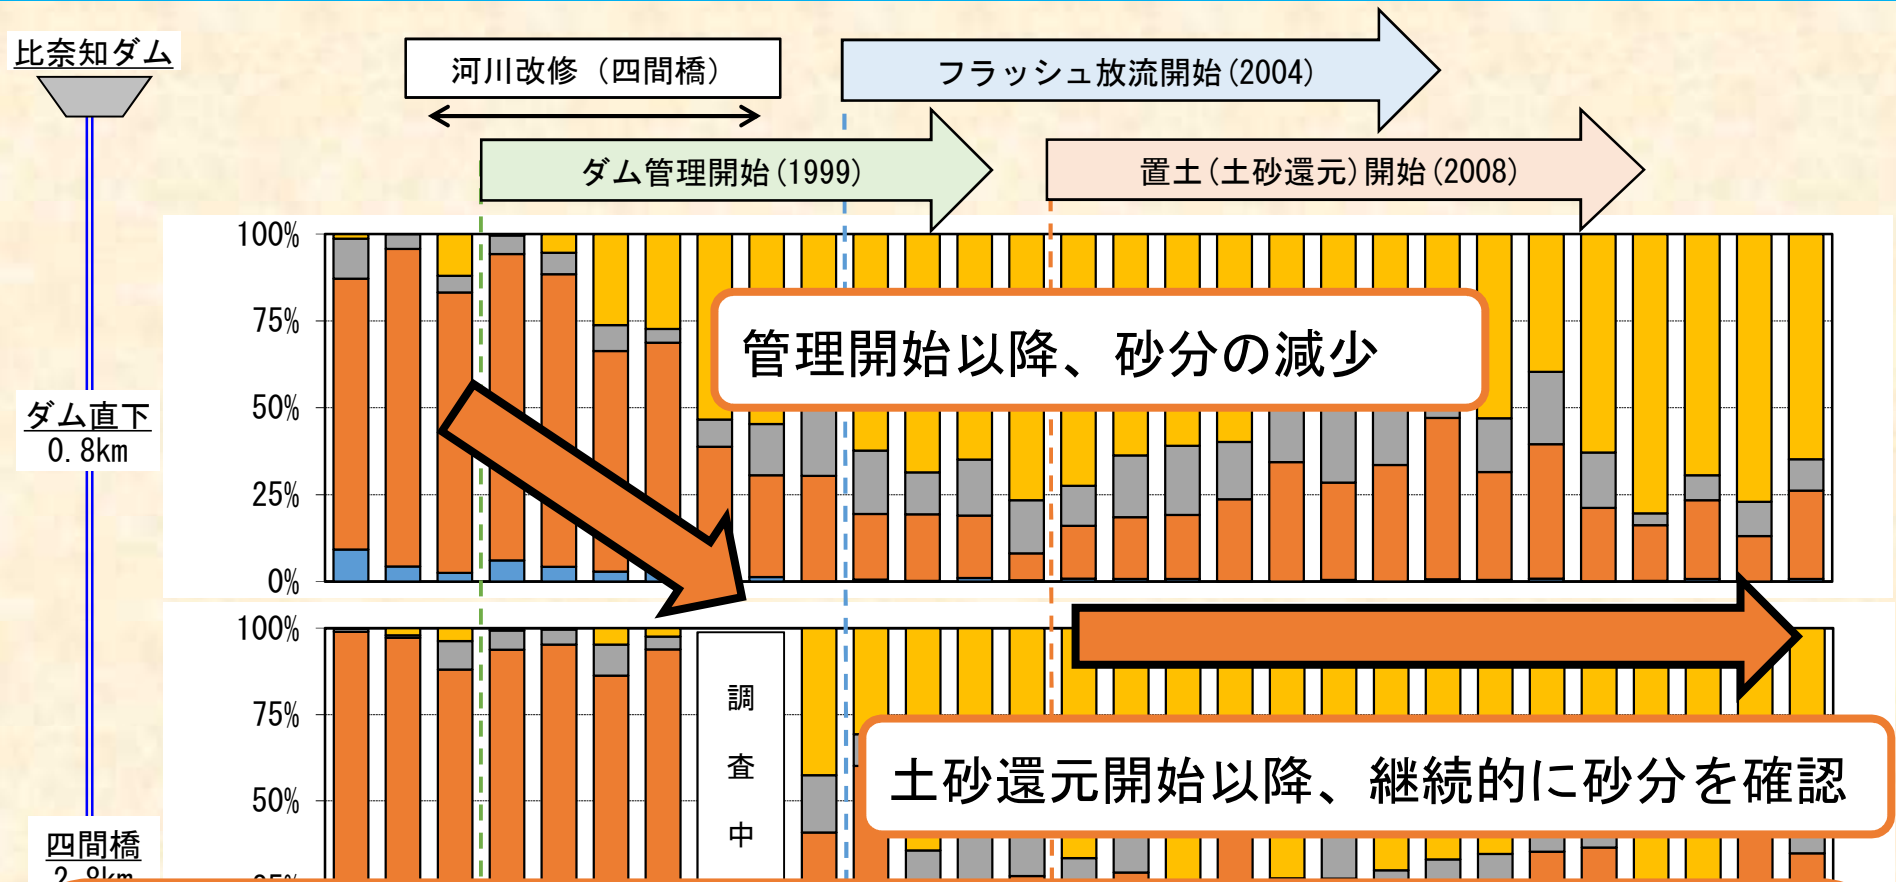 比奈知ダム
河川改修（四間橋）
フラッシュ放流開始(2004)
ダム管理開始(1999)
置土(土砂還元)開始(2008)
100%
75%
50%
25%
0%
管理開始以降、砂分の減少
ダム直下
0.8km
100%
75%
50%
調査中
土砂還元開始以降、継続的に砂分を確認
四間橋
2.8km